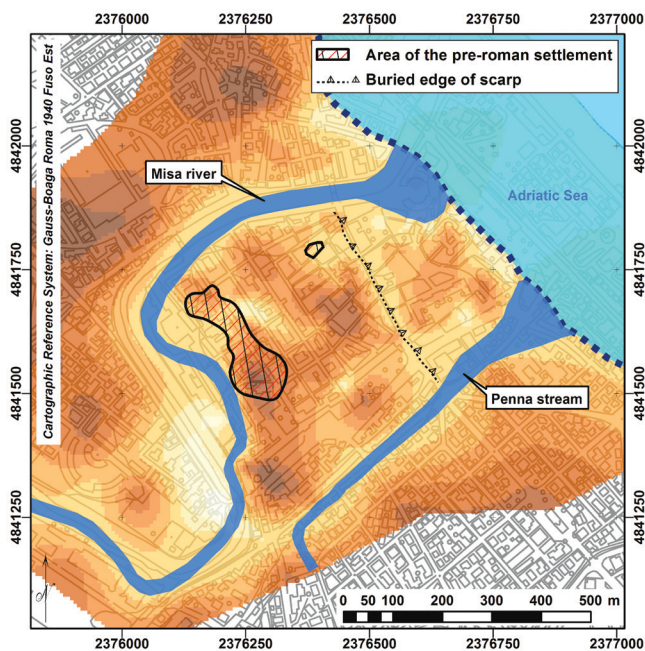 2376000 2376250 2376500 2376750 2377000
Area of the pre-roman settlement
Buried edge of scarp
Cartographic Reference System: Gauss-Boaga Roma 1940 Fuso Est
4842000
4842000
Misa river
Adriatic Sea
4841750
4841750
4841500
4841500
Penna stream
4841250
4841250
N
0 50 100 200 300 400 500 m
2376000 2376250 2376500 2376750 2377000